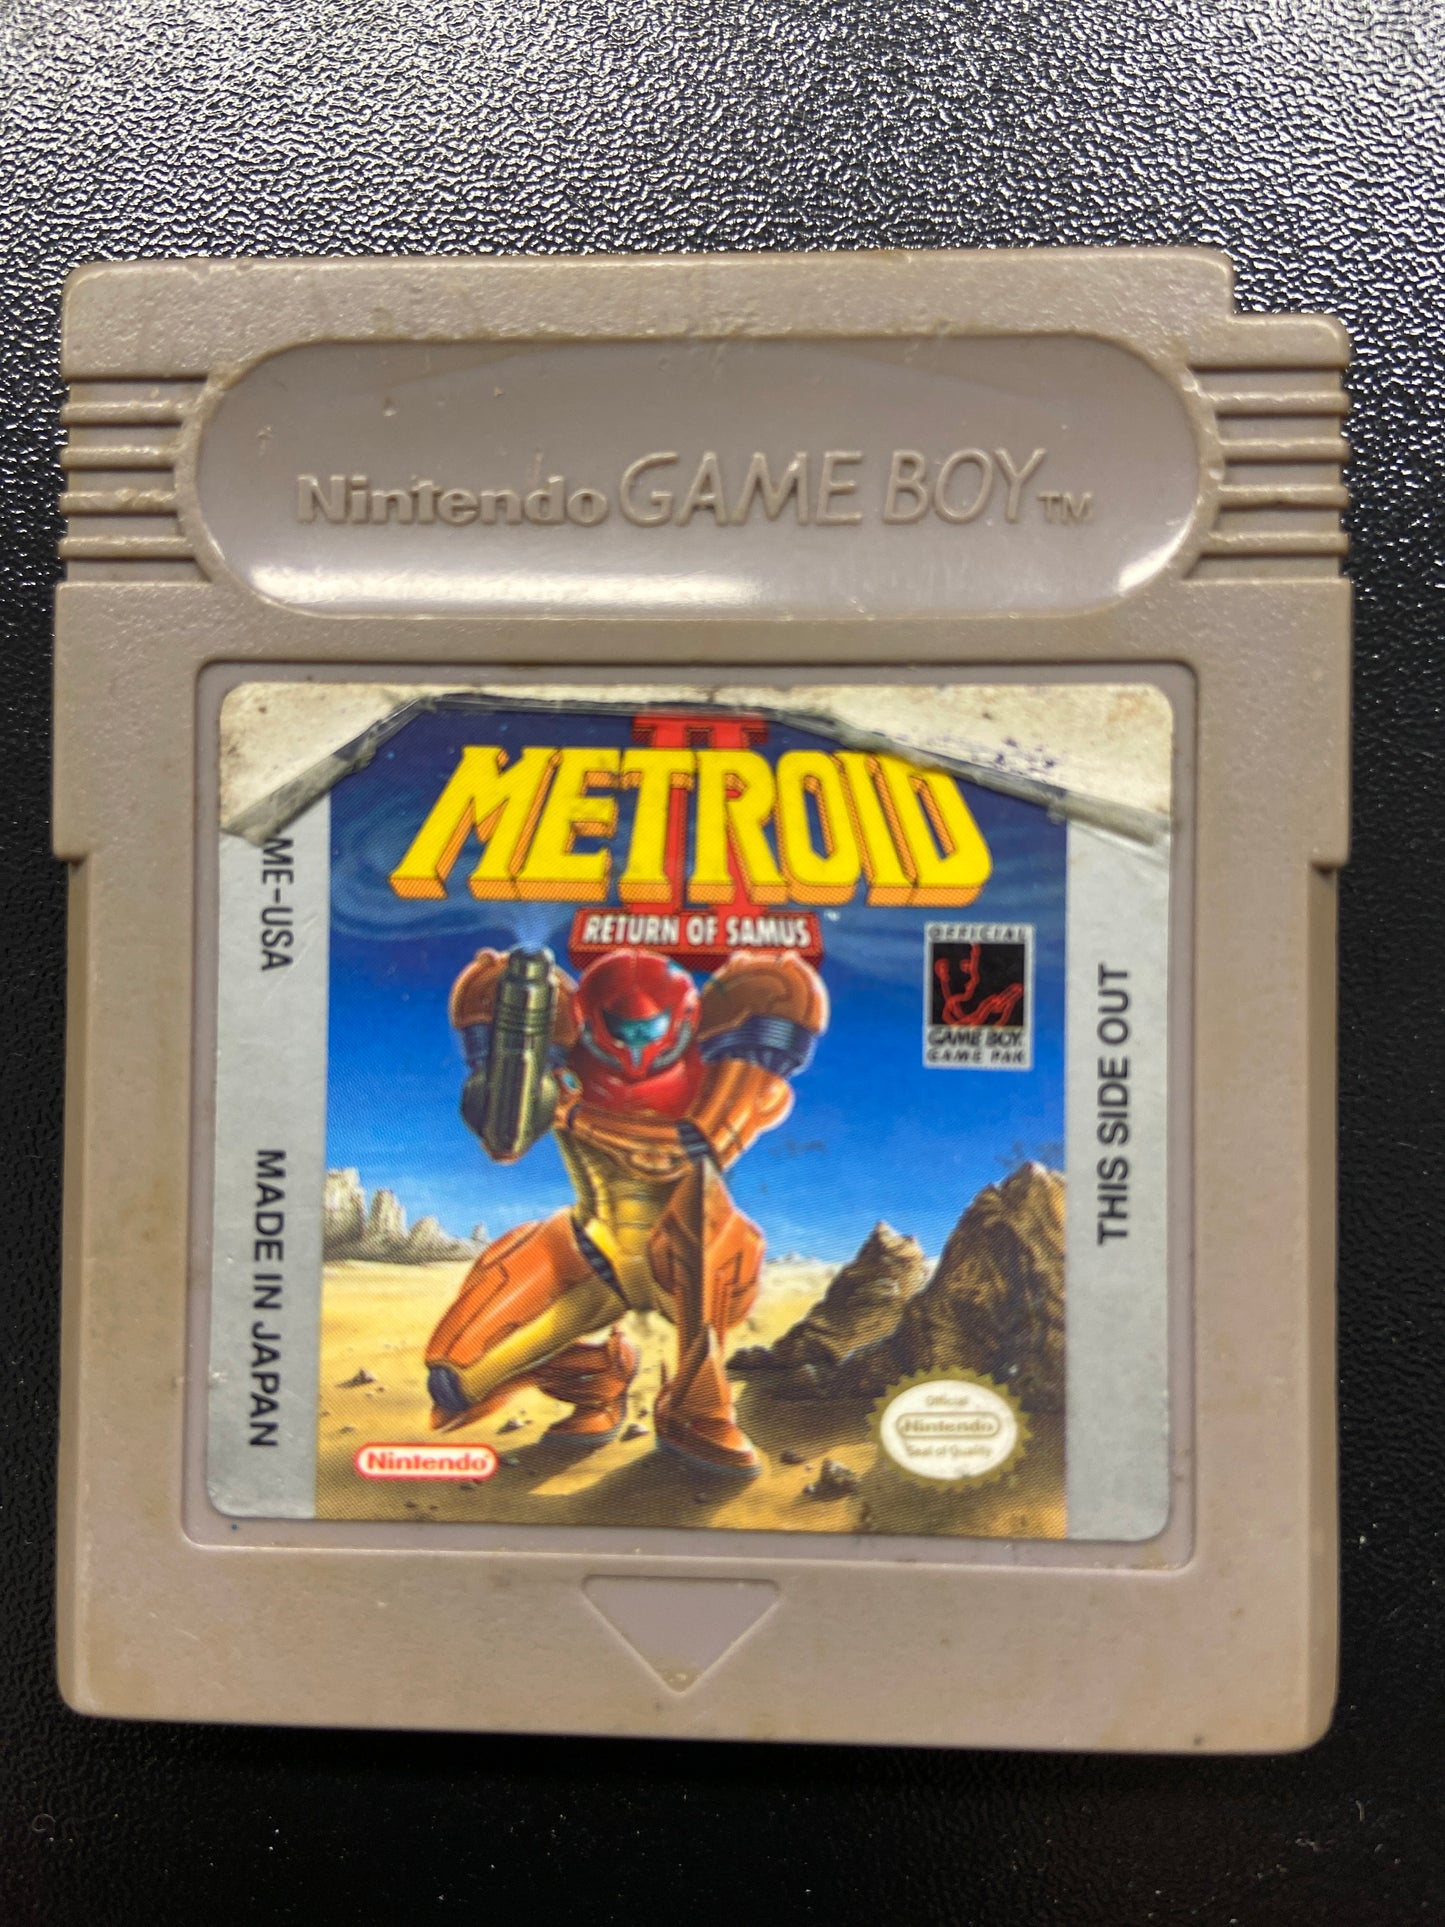 Nintendo GAME BOY TM
II
METROID
RETURN OF SAMUS TM
ME-USA
MADE IN JAPAN
OFFICIAL
GAME BOY
GAME PAK
THIS SIDE OUT
Nintendo
Official
Nintendo
Seal of Quality